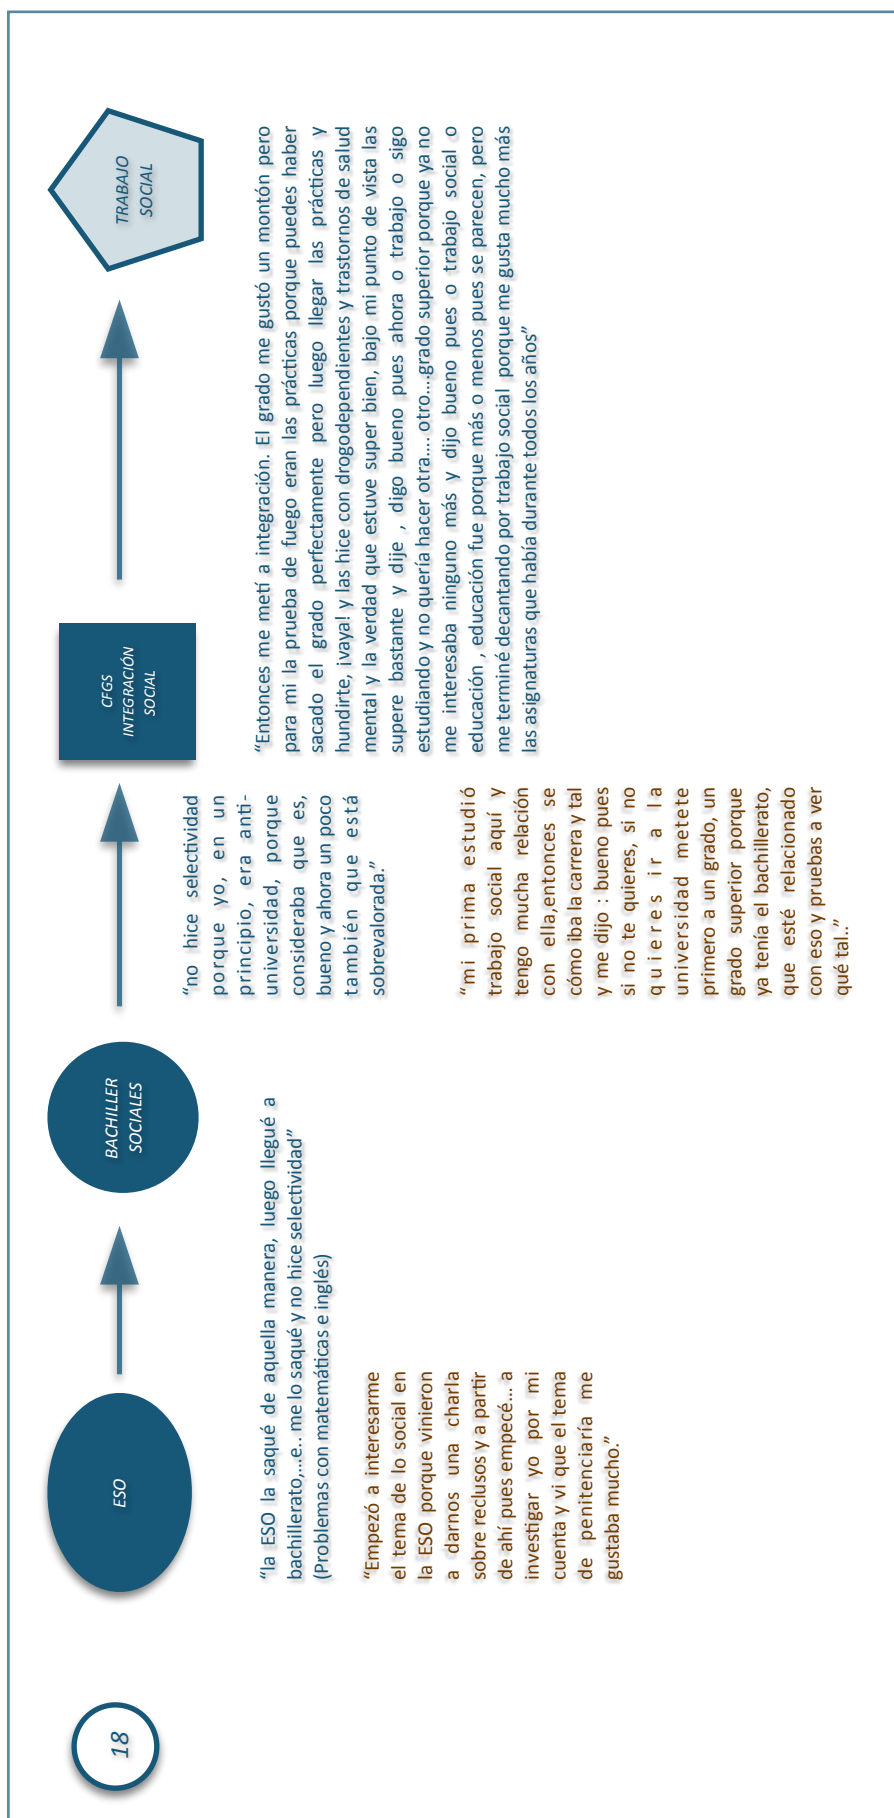 18
ESO
BACHILLER
SOCIALES
CFGS
INTEGRACIÓN
SOCIAL
TRABAJO
SOCIAL
“la ESO la saqué de aquella manera, luego llegué a
bachillerato,...e.. me lo saqué y no hice selectividad”
(Problemas con matemáticas e inglés)
“Empezó a interesarme
el tema de lo social en
la ESO porque vinieron
a darnos una charla
sobre reclusos y a partir
de ahí pues empecé... a
investigar yo por mi
cuenta y vi que el tema
de penitenciaría me
gustaba mucho.”
“no hice selectividad
porque yo, en un
principio, era anti-
universidad, porque
consideraba que es,
bueno y ahora un poco
también que está
sobrevalorada.”
“mi prima estudió
trabajo social aquí y
tengo mucha relación
con ella,entonces se
cómo iba la carrera y tal
y me dijo : bueno pues
si no te quieres, si no
quieres ir a la
universidad metete
primero a un grado, un
grado superior porque
ya tenía el bachillerato,
que esté relacionado
con eso y pruebas a ver
qué tal..”
“Entonces me metí a integración. El grado me gustó un montón pero
para mi la prueba de fuego eran las prácticas porque puedes haber
sacado el grado perfectamente pero luego llegar las prácticas y
hundirte, ¡vaya! y las hice con drogodependientes y trastornos de salud
mental y la verdad que estuve super bien, bajo mi punto de vista las
supere bastante y dije , digo bueno pues ahora o trabajo o sigo
estudiando y no quería hacer otra.... otro....grado superior porque ya no
me interesaba ninguno más y dijo bueno pues o trabajo social o
educación , educación fue porque más o menos pues se parecen, pero
me terminé decantando por trabajo social porque me gusta mucho más
las asignaturas que había durante todos los años”